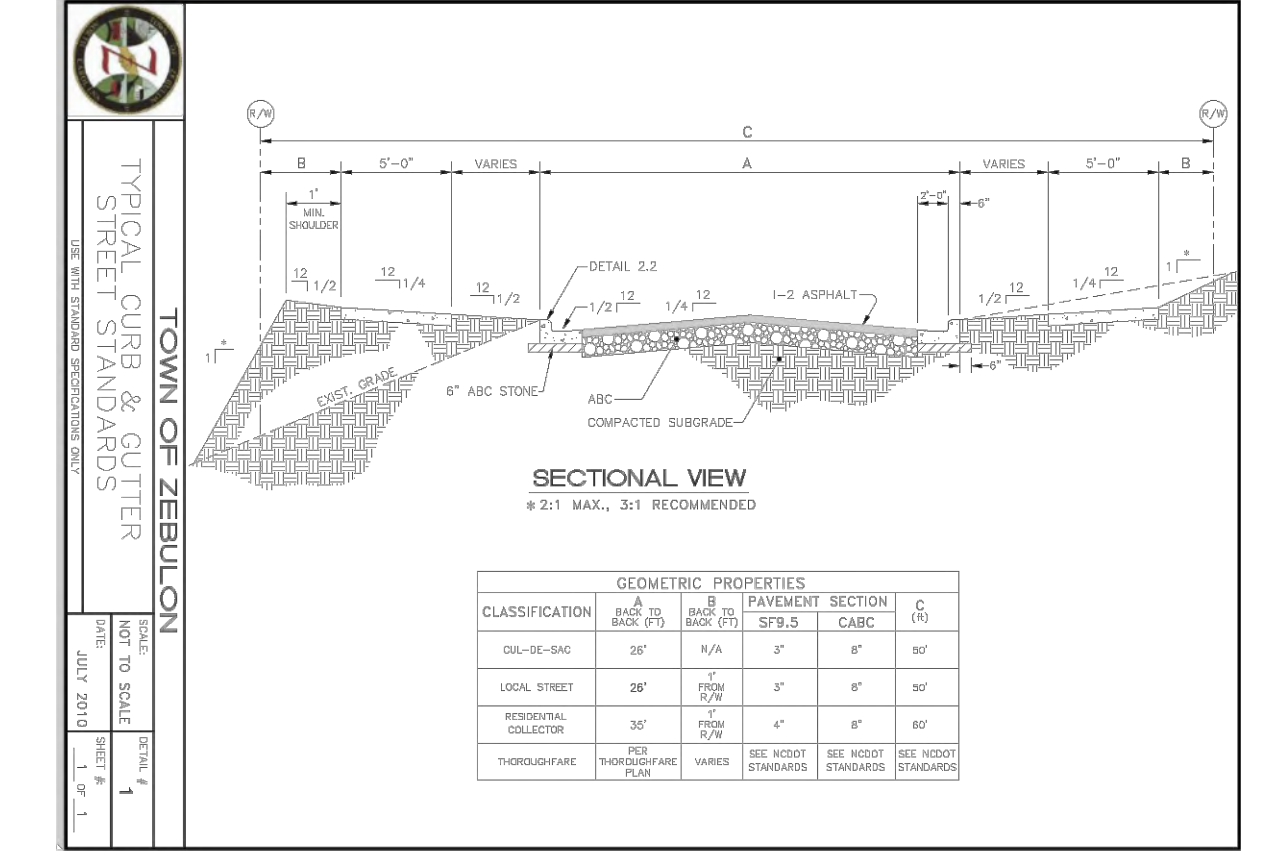 R/W
R/W
C
B
5'-0"
VARIES
A
VARIES
5'-0"
B
1'
MIN.
SHOULDER
2'-0"
6"
12
1/2
12
1/4
12
1/2
DETAIL 2.2
1/2
12
1/4
12
I-2 ASPHALT
1/2
12
1/4
12
1
*
1
*
EXIST. GRADE
6" ABC STONE
ABC
COMPACTED SUBGRADE
6"
SECTIONAL VIEW
* 2:1 MAX., 3:1 RECOMMENDED
GEOMETRIC PROPERTIES
CLASSIFICATION
A
BACK TO
BACK (FT)
B
BACK TO
BACK (FT)
PAVEMENT SECTION
SF9.5
CABC
C
(ft)
CUL-DE-SAC
26'
N/A
3"
8"
50'
LOCAL STREET
26'
1'
FROM
R/W
3"
8"
50'
RESIDENTIAL
COLLECTOR
35'
1'
FROM
R/W
4"
8"
60'
THOROUGHFARE
PER
THOROUGHFARE
PLAN
VARIES
SEE NCDOT
STANDARDS
SEE NCDOT
STANDARDS
SEE NCDOT
STANDARDS
TOWN OF ZEBULON
TYPICAL CURB & GUTTER
STREET STANDARDS
USE WITH STANDARD SPECIFICATIONS ONLY
SCALE:
NOT TO SCALE
DATE:
JULY 2010
DETAIL #
1
SHEET #:
1 OF 1